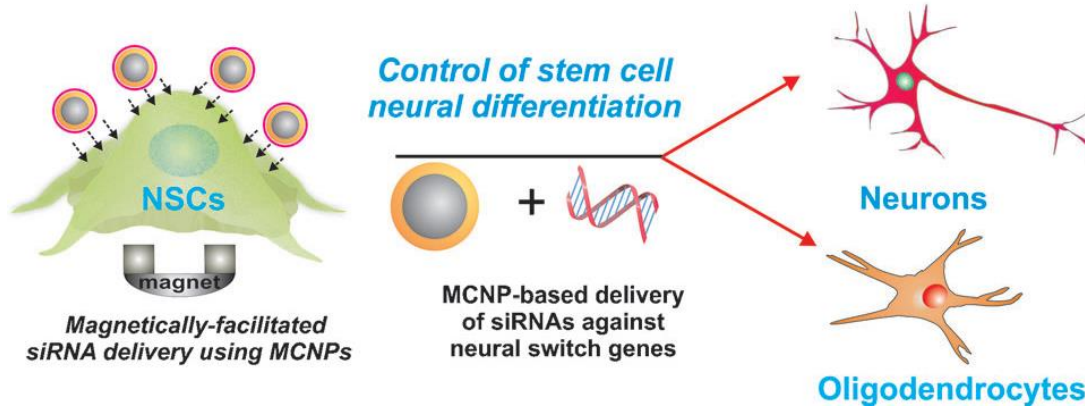 NSCs
magnet
Magnetically-facilitated
siRNA delivery using MCNPs
Control of stem cell
neural differentiation
+
MCNP-based delivery
of siRNAs against
neural switch genes
Neurons
Oligodendrocytes